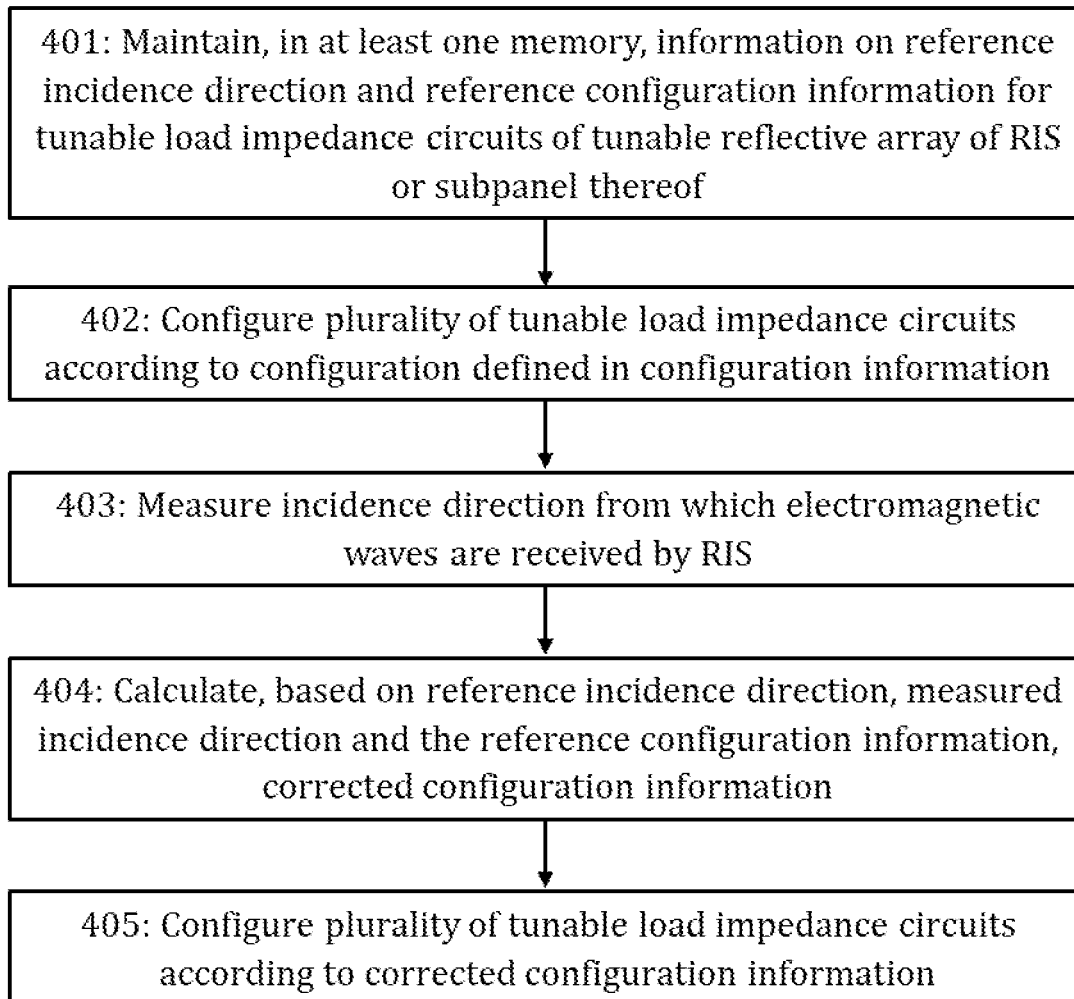 401: Maintain, in at least one memory, information on reference
incidence direction and reference configuration information for
tunable load impedance circuits of tunable reflective array of RIS
or subpanel thereof
402: Configure plurality of tunable load impedance circuits
according to configuration defined in configuration information
403: Measure incidence direction from which electromagnetic
waves are received by RIS
404: Calculate, based on reference incidence direction, measured
incidence direction and the reference configuration information,
corrected configuration information
405: Configure plurality of tunable load impedance circuits
according to corrected configuration information